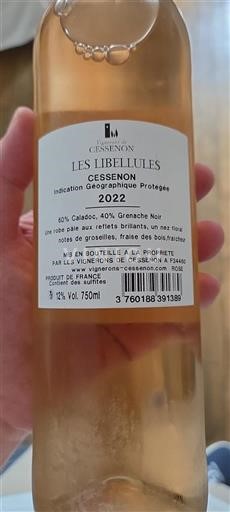 Vignerons de
CESSENON
LES LIBELLULES
CESSENON
Indication Géographique Protégée
2022
60% Caladoc, 40% Grenache Noir
Une robe pâle aux reflets brillants, un nez floral
notes de groseilles, fraise des bois, fraicheur
MIS EN BOUTEILLE A LA PROPRIETE
PAR LES VIGNERONS DE CESSENON A F34460
www.vignerons-cessenon.com ROSE
PRODUIT DE FRANCE
Contient des sulfites
12% Vol. 750ml
3 760188 391389